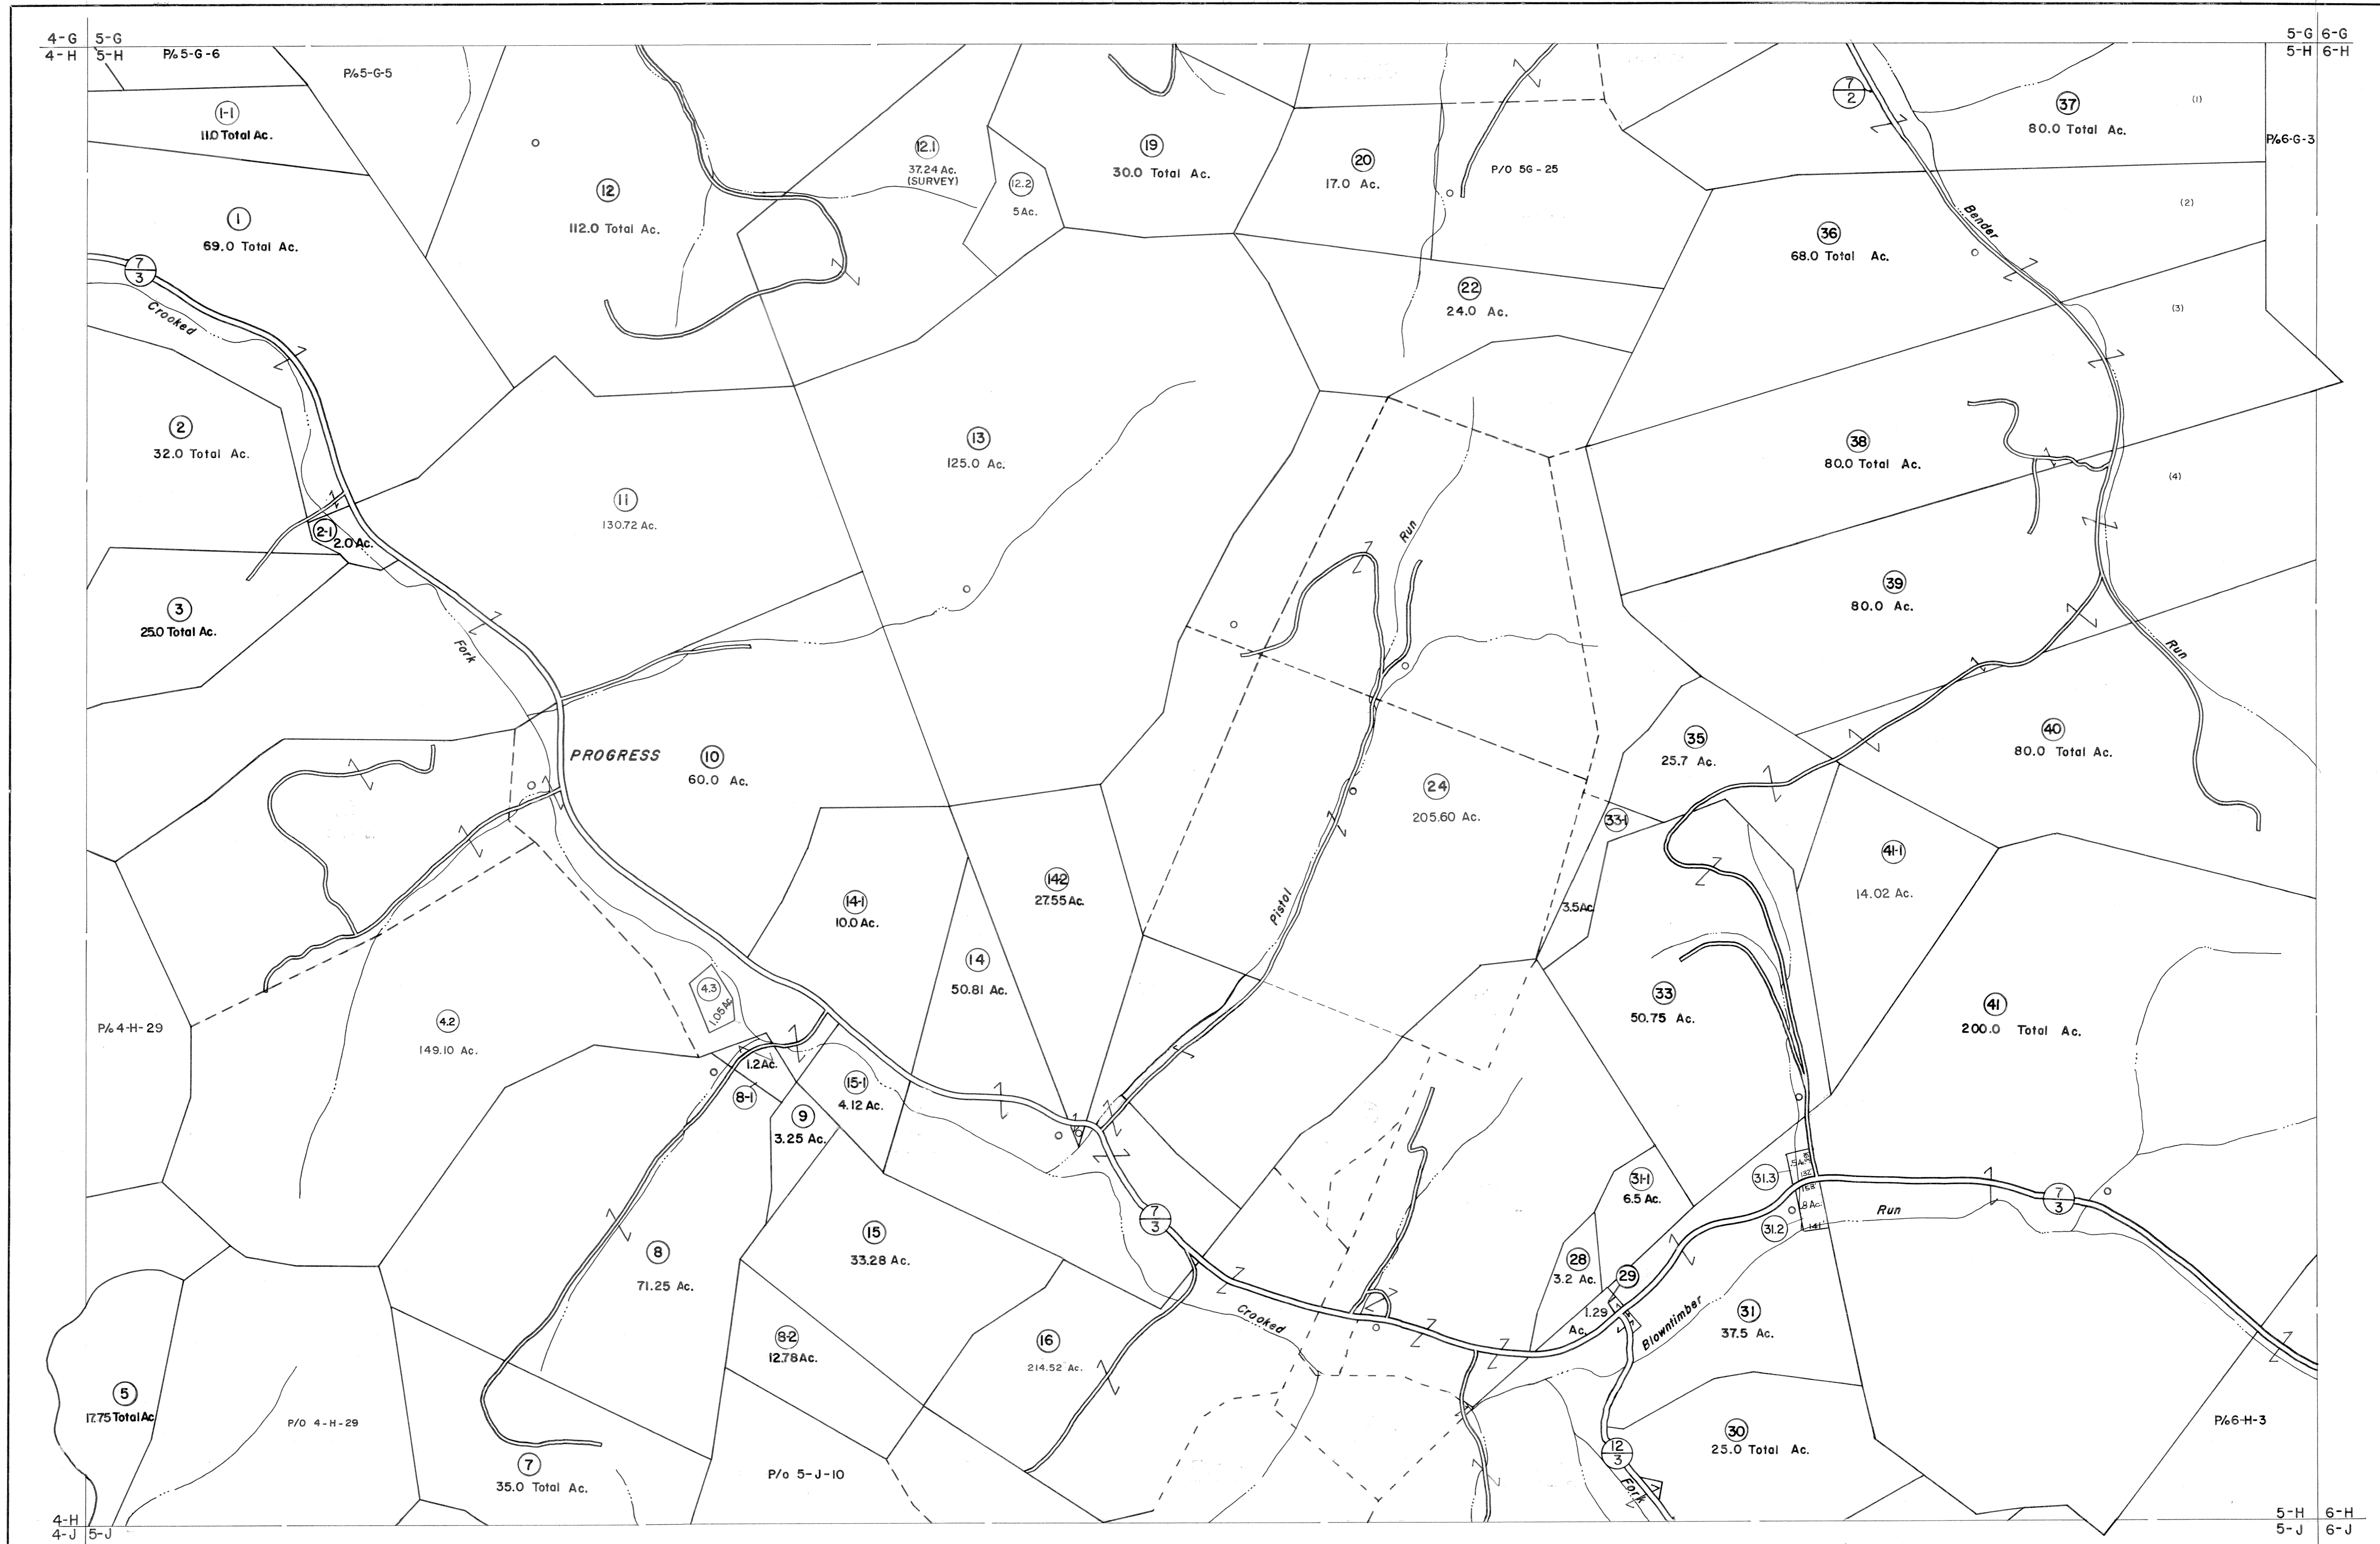 4-G 5-G
4-H 5-H
P/o 5-G-6
P/o 5-G-5
5-G 6-G
5-H 6-H
1-1
11.0 Total Ac.
1
69.0 Total Ac.
7
3
Crooked
12
112.0 Total Ac.
12.1
37.24 Ac.
(SURVEY)
12.2
5 Ac.
19
30.0 Total Ac.
20
17.0 Ac.
P/O 5G-25
7
2
37
80.0 Total Ac.
(1)
P/o 6-G-3
(2)
Bender
36
68.0 Total Ac.
22
24.0 Ac.
(3)
2
32.0 Total Ac.
13
125.0 Ac.
38
80.0 Total Ac.
(4)
11
130.72 Ac.
2-1
2.0 Ac.
Run
3
25.0 Total Ac.
Fork
39
80.0 Ac.
Run
PROGRESS
10
60.0 Ac.
35
25.7 Ac.
40
80.0 Total Ac.
24
205.60 Ac.
33-1
3.5 Ac.
41-1
14.02 Ac.
14-1
10.0 Ac.
142
27.55 Ac.
Pistol
14
50.81 Ac.
4.3
1.05 Ac.
33
50.75 Ac.
41
200.0 Total Ac.
P/o 4-H-29
4.2
149.10 Ac.
1.2 Ac.
8-1
15-1
4.12 Ac.
9
3.25 Ac.
31-1
6.5 Ac.
31.3
.5 Ac.
132'
158'
.8 Ac.
141'
31.2
Run
7
3
7
3
8
71.25 Ac.
15
33.28 Ac.
28
3.2 Ac.
29
1.29
Ac.
Blowntimber
31
37.5 Ac.
Crooked
8-2
12.78 Ac.
16
214.52 Ac.
5
17.75 Total Ac
P/O 4-H-29
P/o 6-H-3
30
25.0 Total Ac.
12
3
Fork
7
35.0 Total Ac.
P/o 5-J-10
4-H
4-J 5-J
5-H 6-H
5-J 6-J